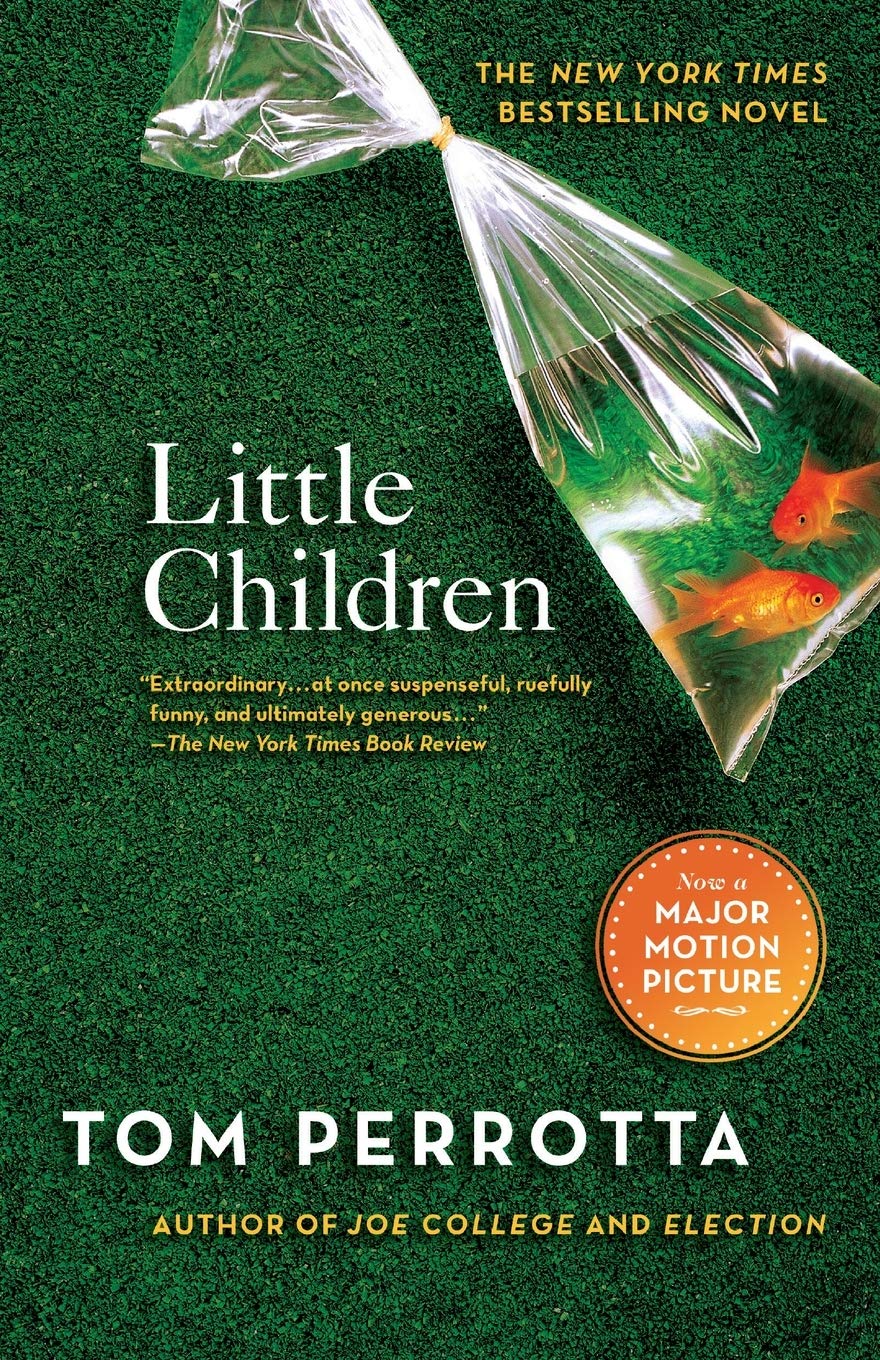 THE NEW YORK TIMES
BESTSELLING NOVEL
Little
Children
“Extraordinary...at once suspenseful, ruefully
funny, and ultimately generous...”
—The New York Times Book Review
Now a
MAJOR
MOTION
PICTURE
TOM PERROTTA
AUTHOR OF JOE COLLEGE AND ELECTION